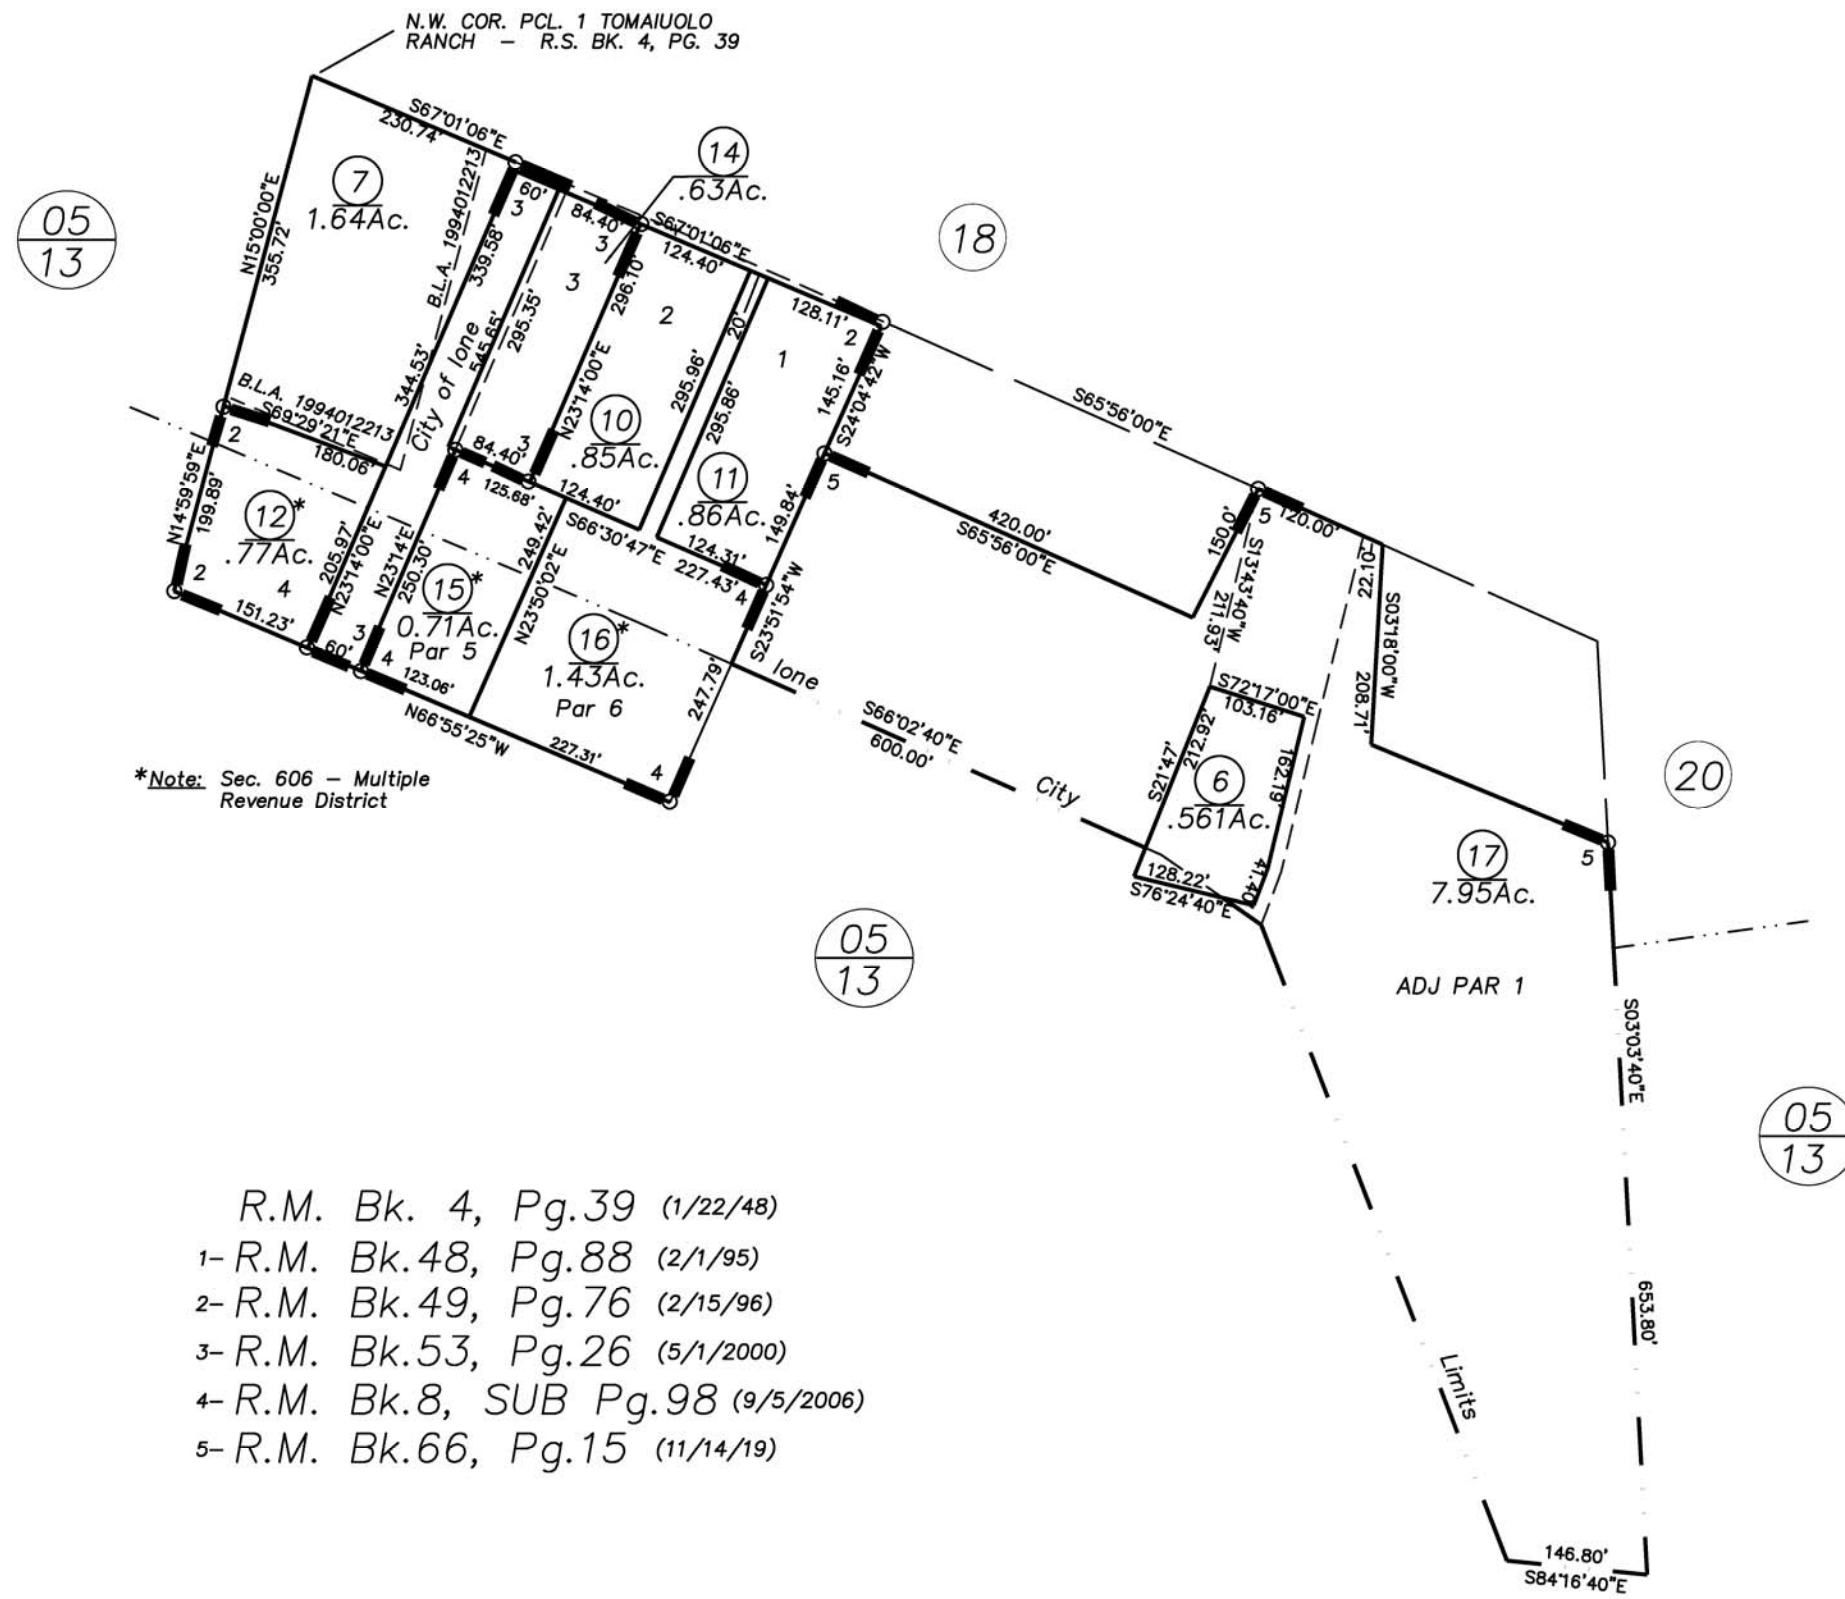 N.W. COR. PCL. 1 TOMAIUOLO
RANCH – R.S. BK. 4, PG. 39
S67°01'06"E
230.74'
14
.63Ac.
7
1.64Ac.
05
13
N15°00'00"E
355.72'
B.L.A. 1994012213
339.58'
3
60'
84.40'
3
3
S67°01'06"E
124.40'
18
128.11'
2
City of Ione
545.65'
295.35'
296.10'
2
20'
1
145.16'
S24°04'42"W
S65°56'00"E
344.53'
N23°14'00"E
295.96'
295.86'
B.L.A. 1994012213
S69°29'21"E
180.06'
2
10
.85Ac.
84.40'
3
4
125.68'
124.40'
11
.86Ac.
5
149.84'
420.00'
S65°56'00"E
150.0'
5
120.00'
N14°59'59"E
199.89'
12*
.77Ac.
205.97'
N23°14'00"E
N23°14'E
250.30'
249.42'
S66°30'47"E
124.31'
227.43'
4
S13°43'40"W
211.93'
22.10'
S03°18'00"W
208.71'
2
4
151.23'
15*
0.71Ac.
Par 5
N23°50'02"E
16*
1.43Ac.
Par 6
S23°51'54"W
247.79'
3
60'
4
123.06'
N66°55'25"W
227.31'
4
Ione
S66°02'40"E
600.00'
City
S72°17'00"E
103.16'
S21°47'
212.92'
6
.561Ac.
162.19'
41.40'
128.22'
S76°24'40"E
20
17
7.95Ac.
5
*Note: Sec. 606 – Multiple
Revenue District
05
13
ADJ PAR 1
S03°03'40"E
05
13
653.80'
Limits
146.80'
S84°16'40"E
R.M. Bk. 4, Pg.39 (1/22/48)
1– R.M. Bk.48, Pg.88 (2/1/95)
2– R.M. Bk.49, Pg.76 (2/15/96)
3– R.M. Bk.53, Pg.26 (5/1/2000)
4– R.M. Bk.8, SUB Pg.98 (9/5/2006)
5– R.M. Bk.66, Pg.15 (11/14/19)